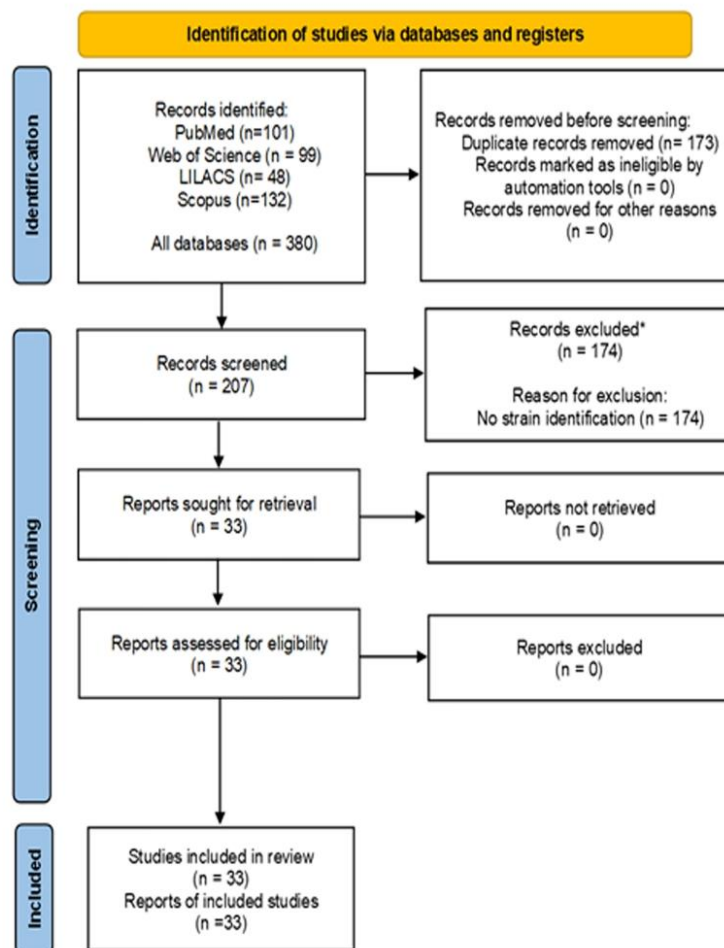 Identification of studies via databases and registers
Identification
Records identified:
PubMed (n=101)
Web of Science (n = 99)
LILACS (n= 48)
Scopus (n=132)
All databases (n = 380)
Records removed before screening:
Duplicate records removed (n= 173)
Records marked as ineligible by
automation tools (n = 0)
Records removed for other reasons
(n = 0)
Screening
Records screened
(n = 207)
Records excluded*
(n = 174)
Reason for exclusion:
No strain identification (n = 174)
Reports sought for retrieval
(n = 33)
Reports not retrieved
(n = 0)
Reports assessed for eligibility
(n = 33)
Reports excluded
(n = 0)
Included
Studies included in review
(n = 33)
Reports of included studies
(n =33)